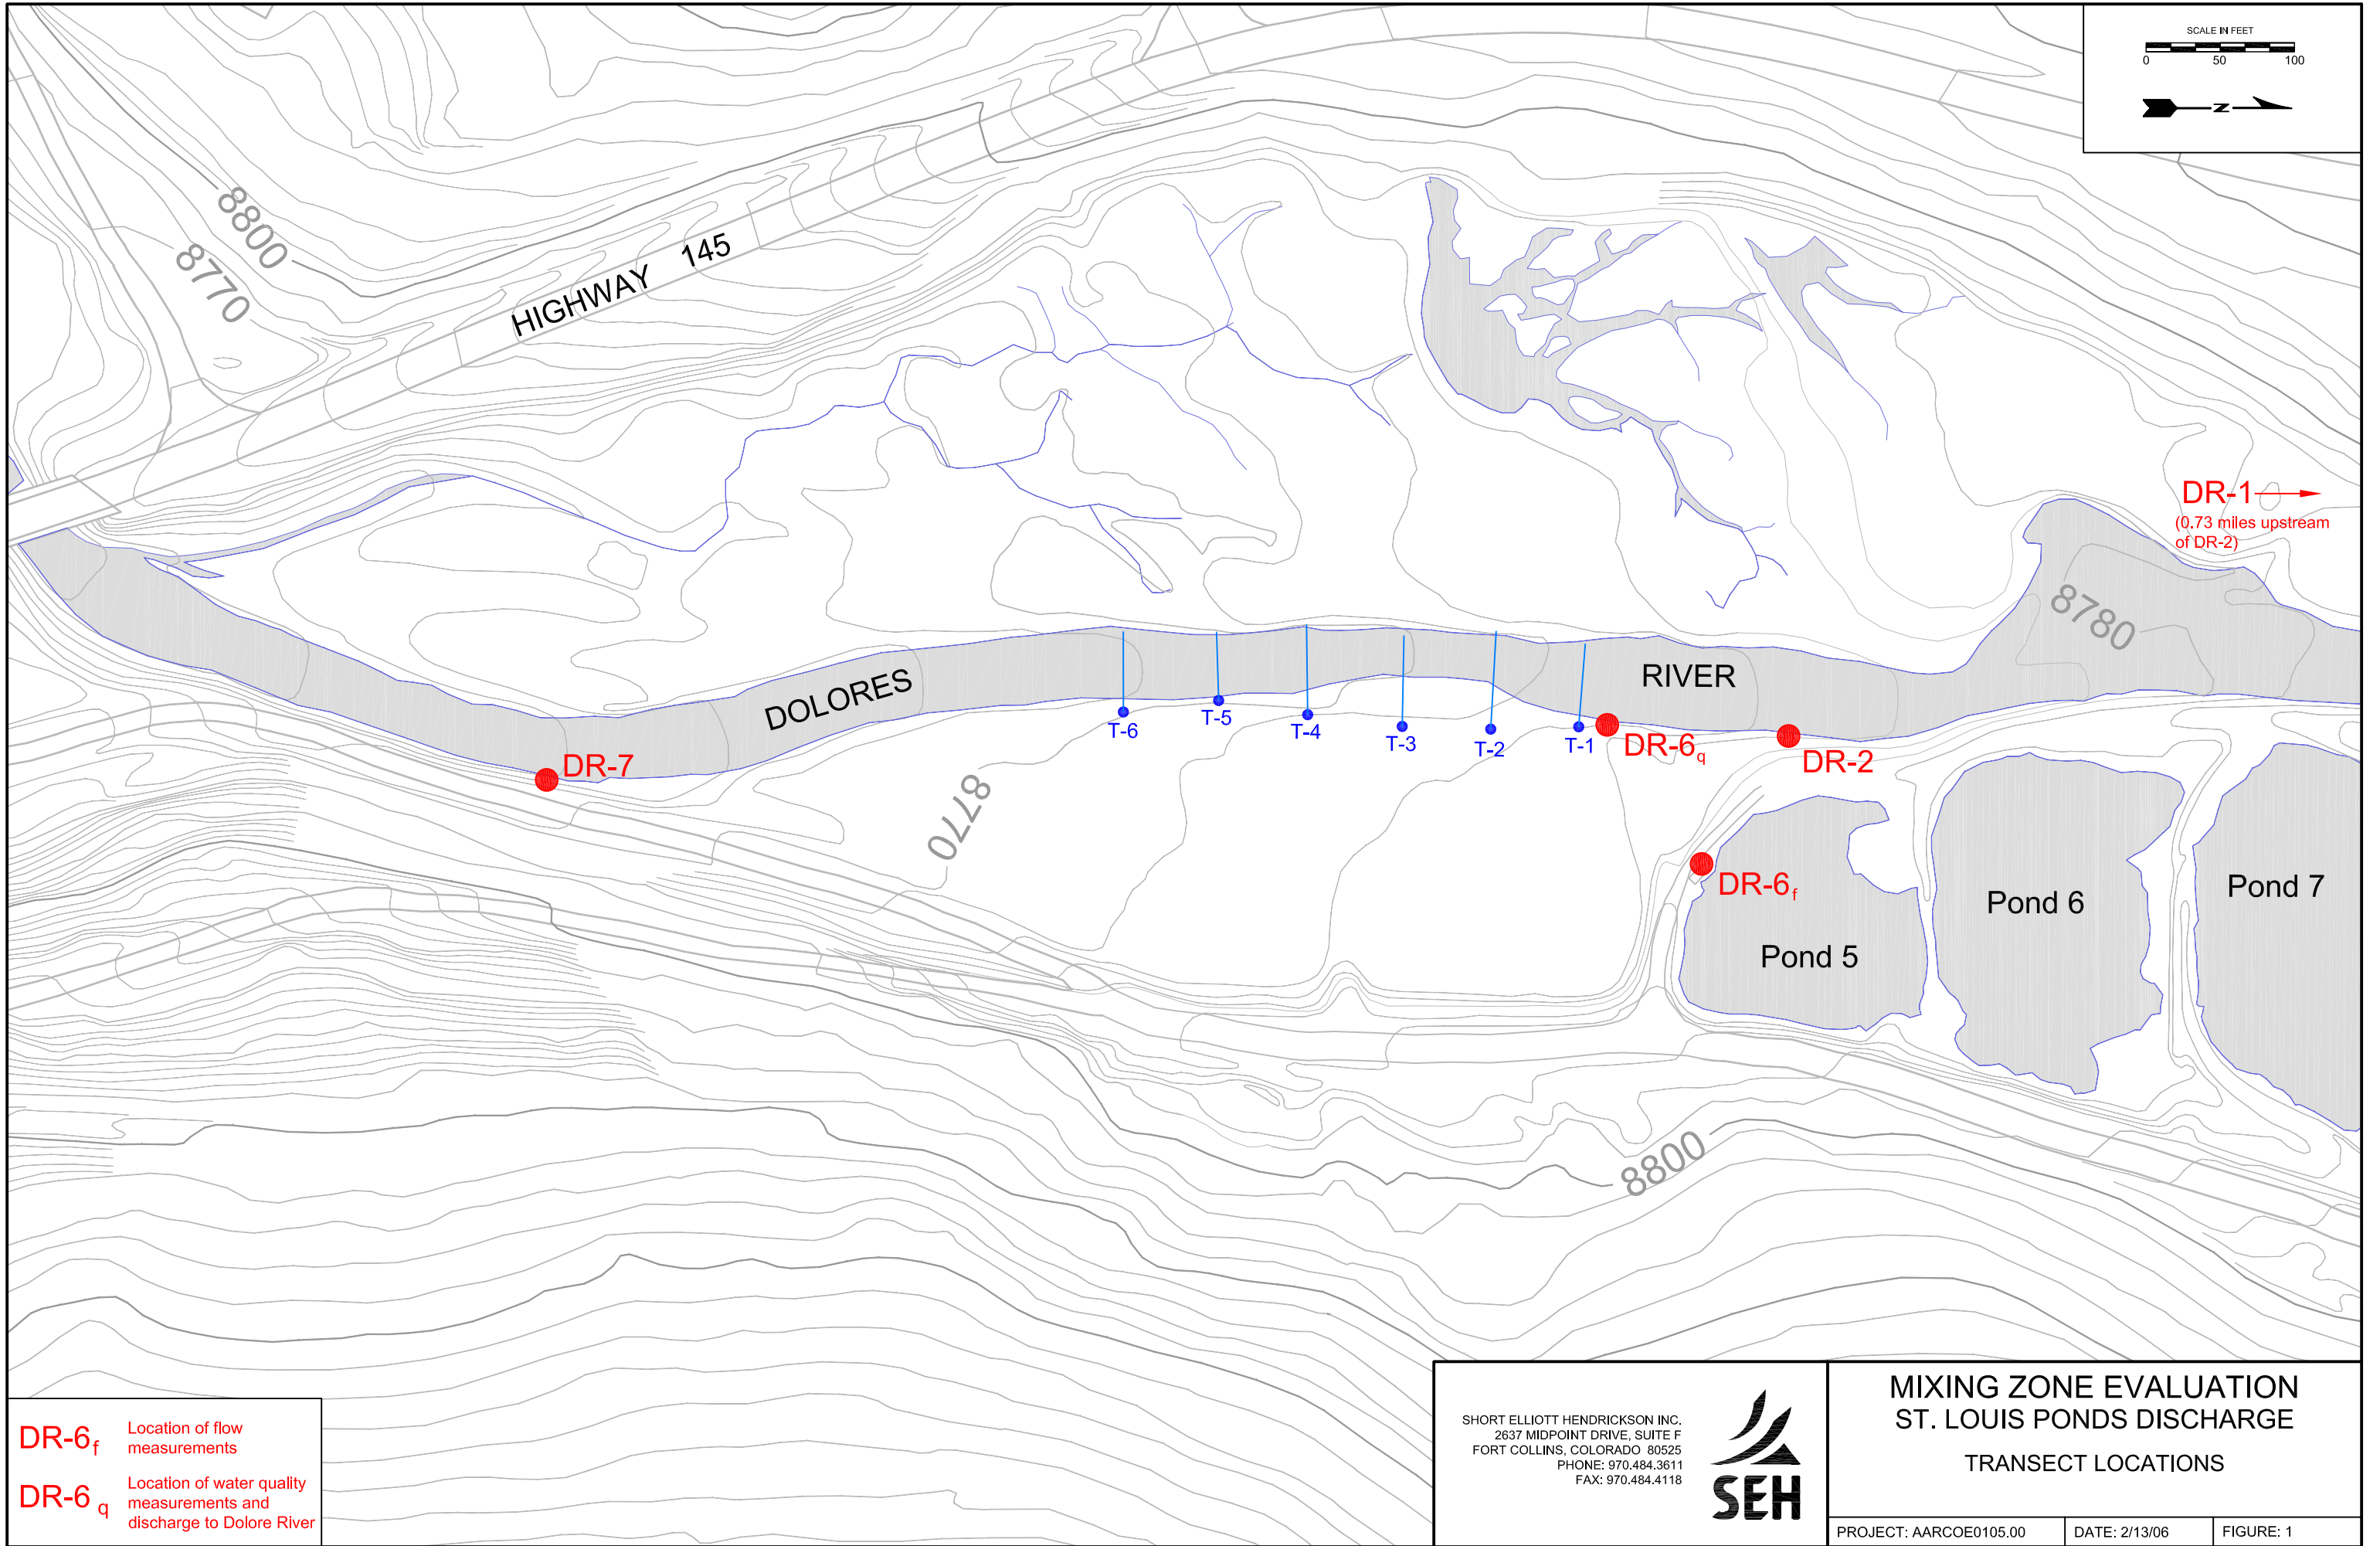 SCALE IN FEET
0 50 100
N
8800
8770
HIGHWAY 145
DR-1
(0.73 miles upstream
of DR-2)
8780
RIVER
DOLORES
T-6
T-5
T-4
T-3
T-2
T-1
DR-6q
DR-2
DR-7
8770
DR-6f
Pond 5
Pond 6
Pond 7
8800
DR-6f Location of flow
measurements
DR-6 q Location of water quality
measurements and
discharge to Dolore River
SHORT ELLIOTT HENDRICKSON INC.
2637 MIDPOINT DRIVE, SUITE F
FORT COLLINS, COLORADO 80525
PHONE: 970.484.3611
FAX: 970.484.4118
SEH
MIXING ZONE EVALUATION
ST. LOUIS PONDS DISCHARGE
TRANSECT LOCATIONS
PROJECT: AARCOE0105.00
DATE: 2/13/06
FIGURE: 1